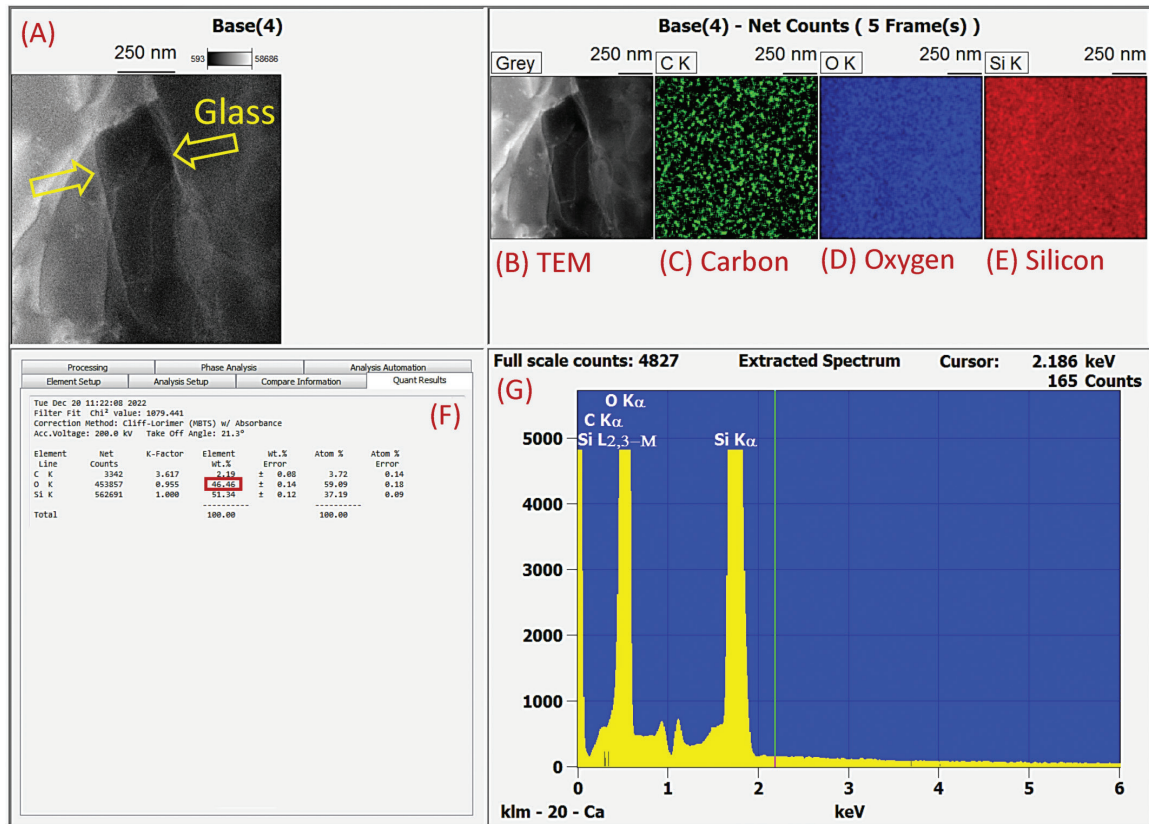 (A)
Base(4)
250 nm
593
58686
Glass
Base(4) - Net Counts ( 5 Frame(s) )
Grey
250 nm
C K
250 nm
O K
250 nm
Si K
250 nm
(B) TEM
(C) Carbon
(D) Oxygen
(E) Silicon
Processing
Phase Analysis
Analysis Automation
Element Setup
Analysis Setup
Compare Information
Quant Results
(F)
Tue Dec 20 11:22:08 2022
Filter Fit Chi² value: 1079.441
Correction Method: Cliff-Lorimer (MBTS) w/ Absorbance
Acc.Voltage: 200.0 kV Take Off Angle: 21.3°
Element Net K-Factor Element Wt.% Atom % Atom %
Line Counts Wt.% Error Error
C K 3342 3.617 2.19 ± 0.08 3.72 0.14
O K 453857 0.955 46.46 ± 0.14 59.09 0.18
Si K 562691 1.000 51.34 ± 0.12 37.19 0.09
---------- ----------
Total 100.00 100.00
Full scale counts: 4827 Extracted Spectrum Cursor: 2.186 keV
165 Counts
(G)
O Kα
C Kα
Si L2,3–M
Si Kα
5000
4000
3000
2000
1000
0
0 1 2 3 4 5 6
klm - 20 - Ca keV